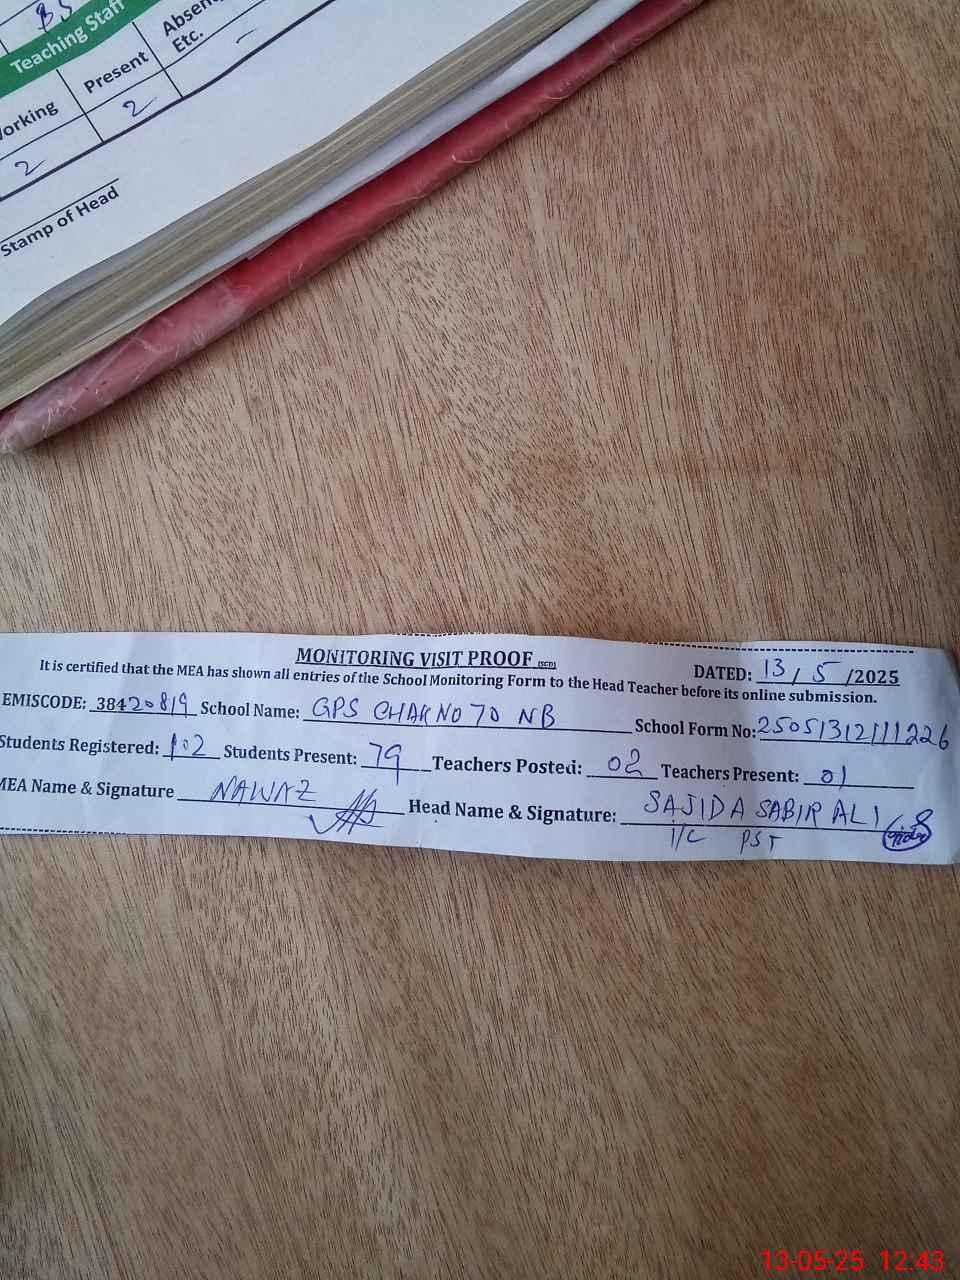 Teaching Staff
Present
Etc.
2
2
-
Stamp of Head
MONITORING VISIT PROOF (SED)
DATED: 13 / 5 /2025
It is certified that the MEA has shown all entries of the School Monitoring Form to the Head Teacher before its online submission.
EMISCODE: 38420819 School Name: GPS CHAK NO 70 NB School Form No: 25051312111226
Students Registered: 102 Students Present: 79 Teachers Posted: 02 Teachers Present: 01
MEA Name & Signature NAWAZ Head Name & Signature: SAJIDA SABIR ALI
I/C PST
13-05-25 12:43